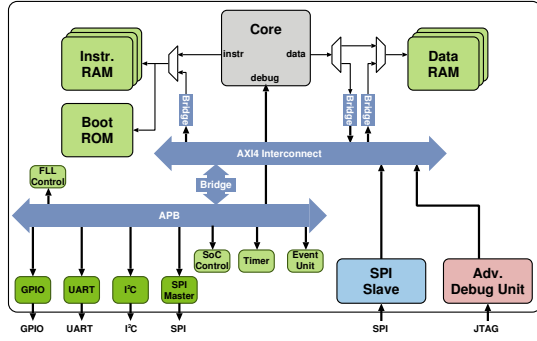 Core
instr
data
debug
Instr.
RAM
Data
RAM
Boot
ROM
Bridge
Bridge
Bridge
AXI4 Interconnect
Bridge
FLL
Control
APB
SoC
Control
Timer
Event
Unit
GPIO
UART
I²C
SPI
Master
SPI
Slave
Adv.
Debug Unit
GPIO
UART
I²C
SPI
SPI
JTAG